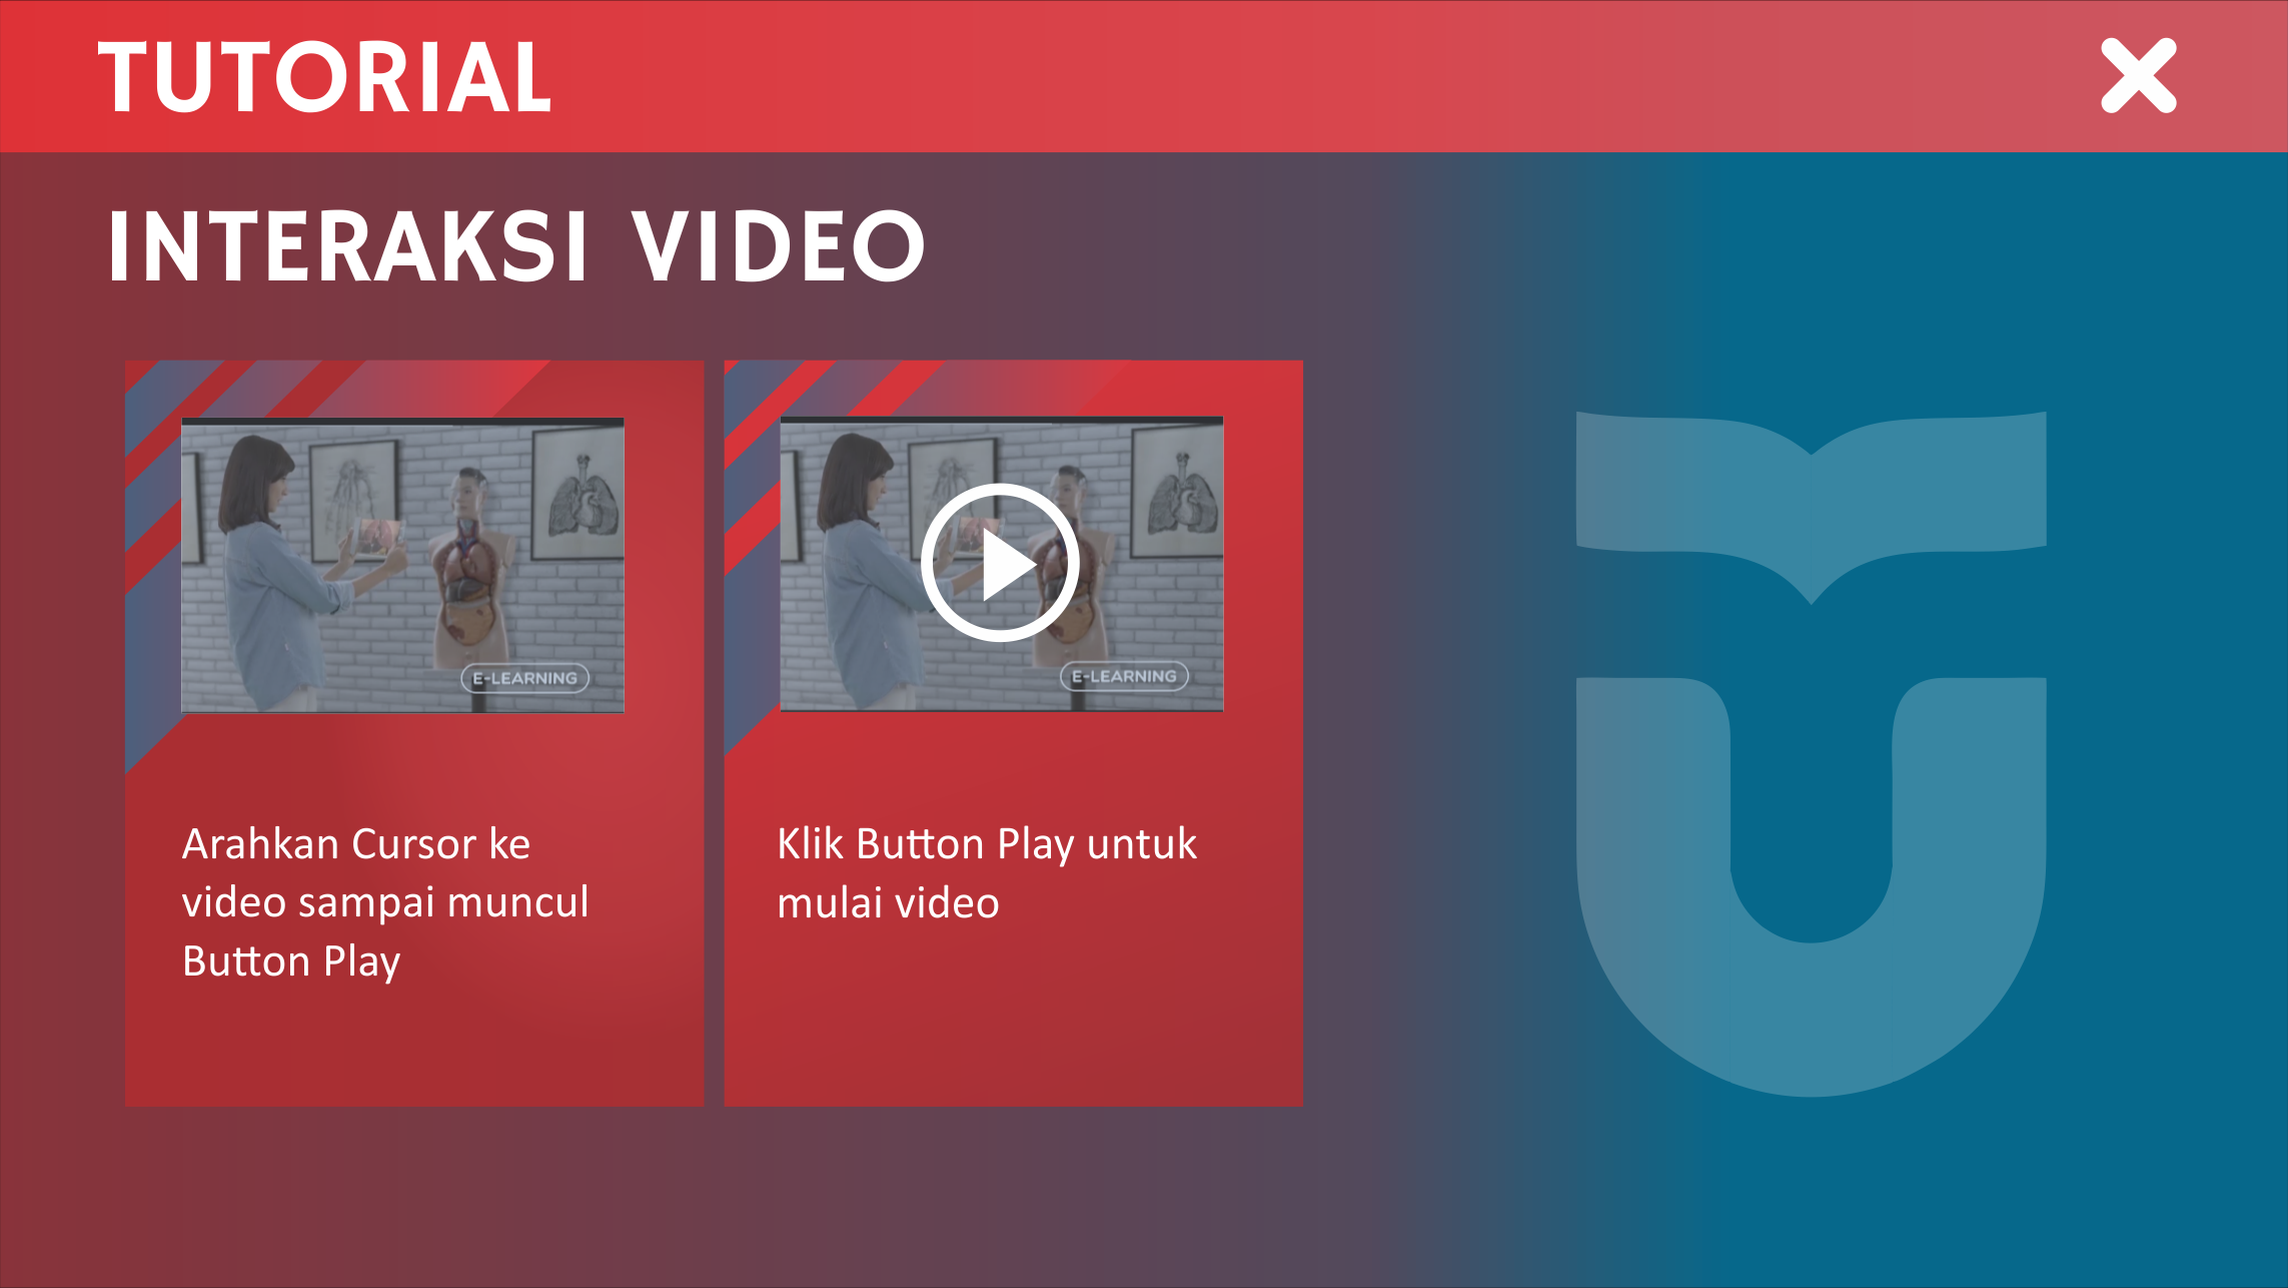 TUTORIAL
INTERAKSI VIDEO
E-LEARNING
Arahkan Cursor ke
video sampai muncul
Button Play
E-LEARNING
Klik Button Play untuk
mulai video